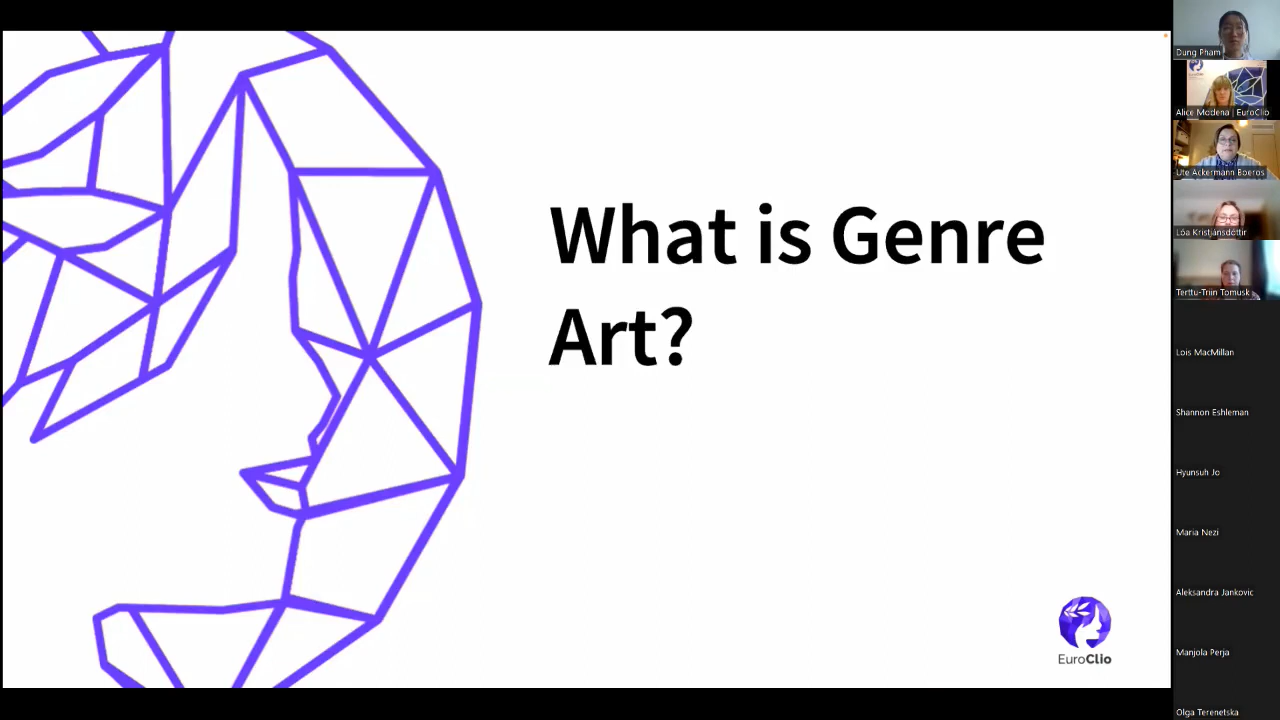 What is Genre
Art?
EuroClio
Dung Pham
Alice Modena | EuroClio
Ute Ackermann Boeros
Lóa Kristjánsdóttir
Terttu-Triin Tomusk
Lois MacMillan
Shannon Eshleman
Hyunsuh Jo
Maria Nezi
Aleksandra Jankovic
Manjola Perja
Olga Terenetska